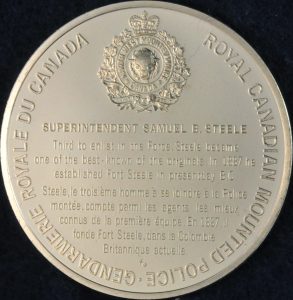 GENDARMERIE ROYALE DU CANADA
ROYAL CANADIAN MOUNTED POLICE
SUPERINTENDENT SAMUEL B. STEELE
Third to enlist in the Force, Steele became
one of the best-known of the originals. In 1887 he
established Fort Steele in present-day B.C.
Steele, le troisième homme à se joindre à la Police
montée, compte parmi les agents les mieux
connus de la première équipe. En 1887 il
fonde Fort Steele, dans la Colombie
Britannique actuelle.